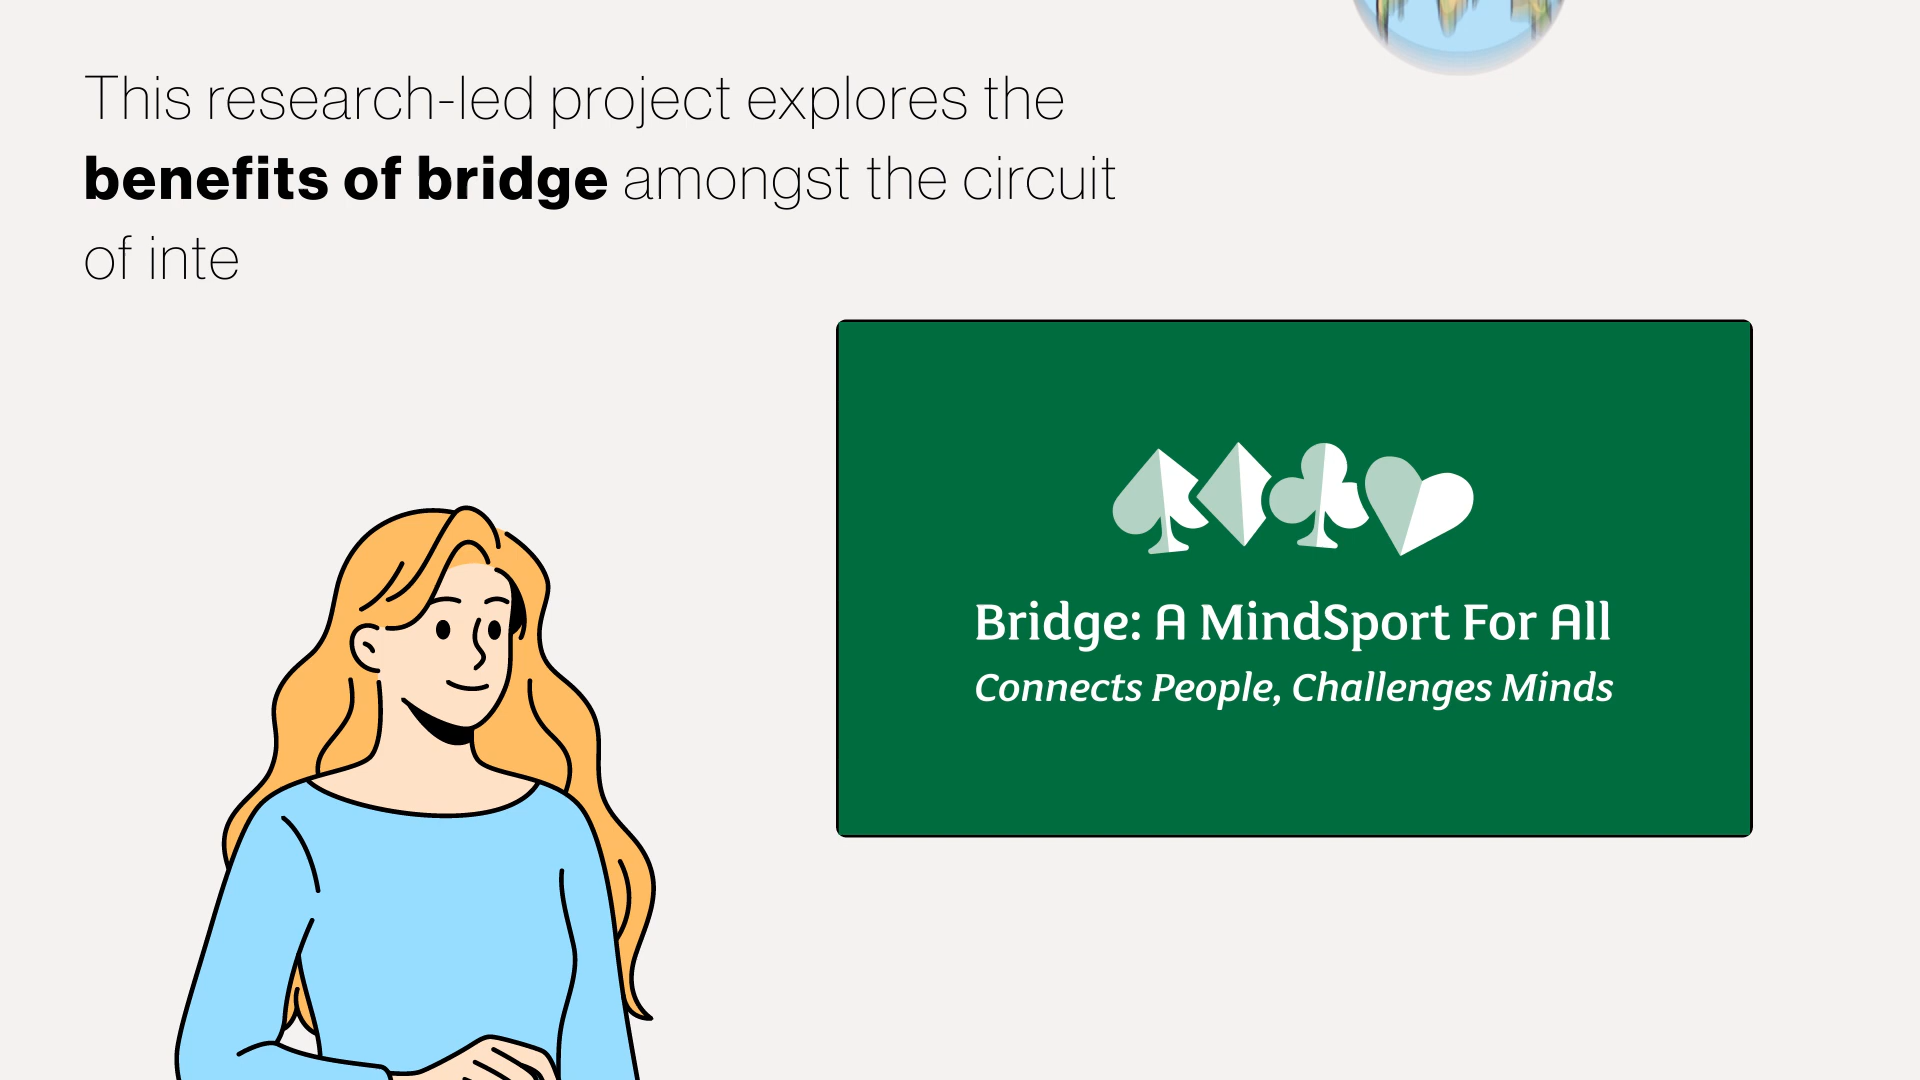 This research-led project explores the
benefits of bridge amongst the circuit
of inte
Bridge: A MindSport For All
Connects People, Challenges Minds